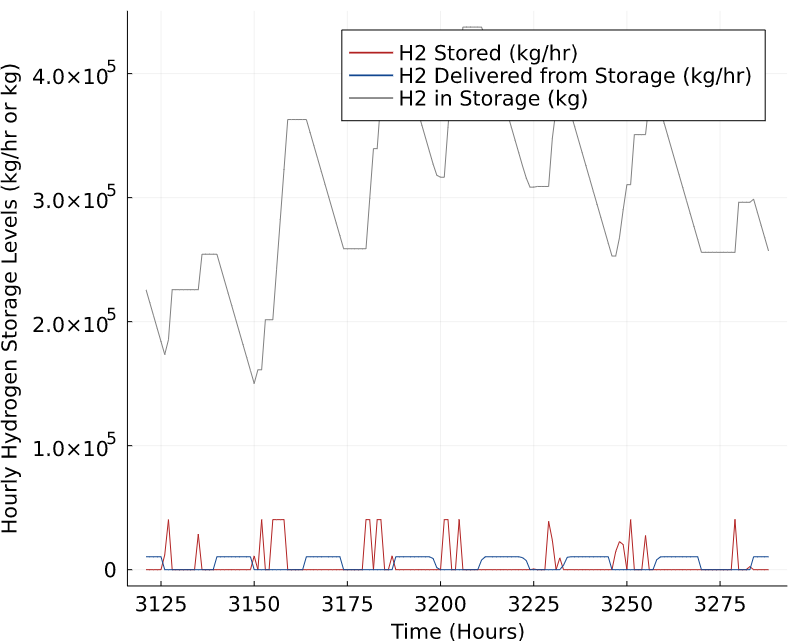 Hourly Hydrogen Storage Levels (kg/hr or kg)
H2 Stored (kg/hr)
H2 Delivered from Storage (kg/hr)
H2 in Storage (kg)
4.0×10⁵
3.0×10⁵
2.0×10⁵
1.0×10⁵
0
3125 3150 3175 3200 3225 3250 3275
Time (Hours)